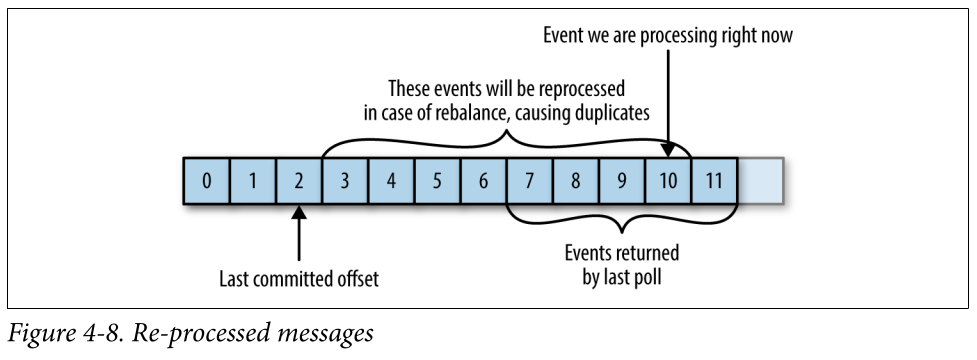 Event we are processing right now
These events will be reprocessed
in case of rebalance, causing duplicates
0 1 2 3 4 5 6 7 8 9 10 11
Last committed offset
Events returned
by last poll
Figure 4-8. Re-processed messages